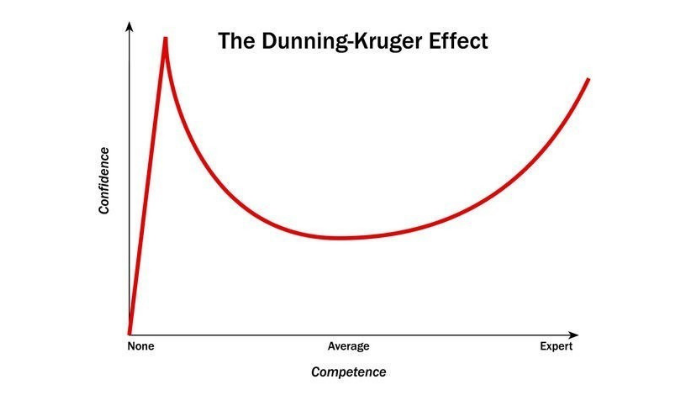 The Dunning-Kruger Effect
Confidence
None
Average
Expert
Competence